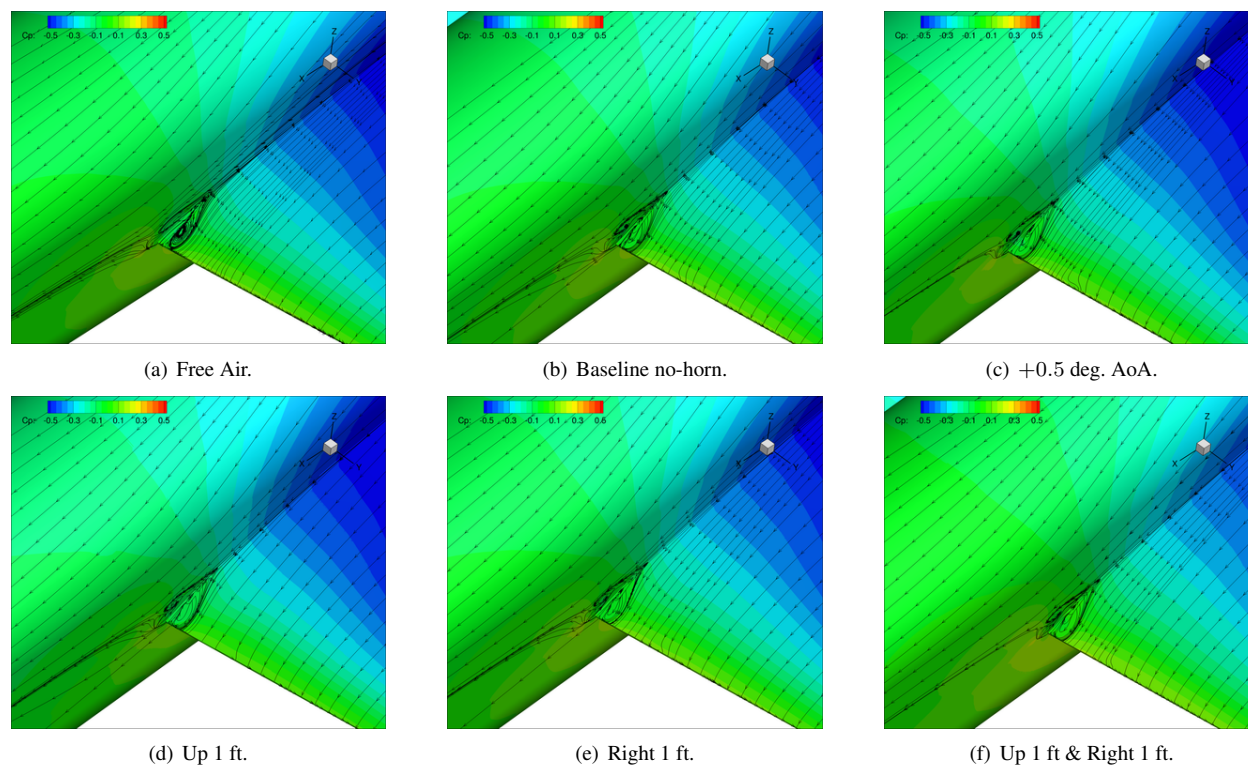 Cp: -0.5 -0.3 -0.1 0.1 0.3 0.5
Z
X Y
(a) Free Air.
Cp: -0.5 -0.3 -0.1 0.1 0.3 0.5
Z
X Y
(b) Baseline no-horn.
Cp: -0.5 -0.3 -0.1 0.1 0.3 0.5
Z
X Y
(c) +0.5 deg. AoA.
Cp: -0.5 -0.3 -0.1 0.1 0.3 0.5
Z
X Y
(d) Up 1 ft.
Cp: -0.5 -0.3 -0.1 0.1 0.3 0.6
Z
X Y
(e) Right 1 ft.
Cp: -0.5 -0.3 -0.1 0.1 0.3 0.5
Z
X Y
(f) Up 1 ft & Right 1 ft.